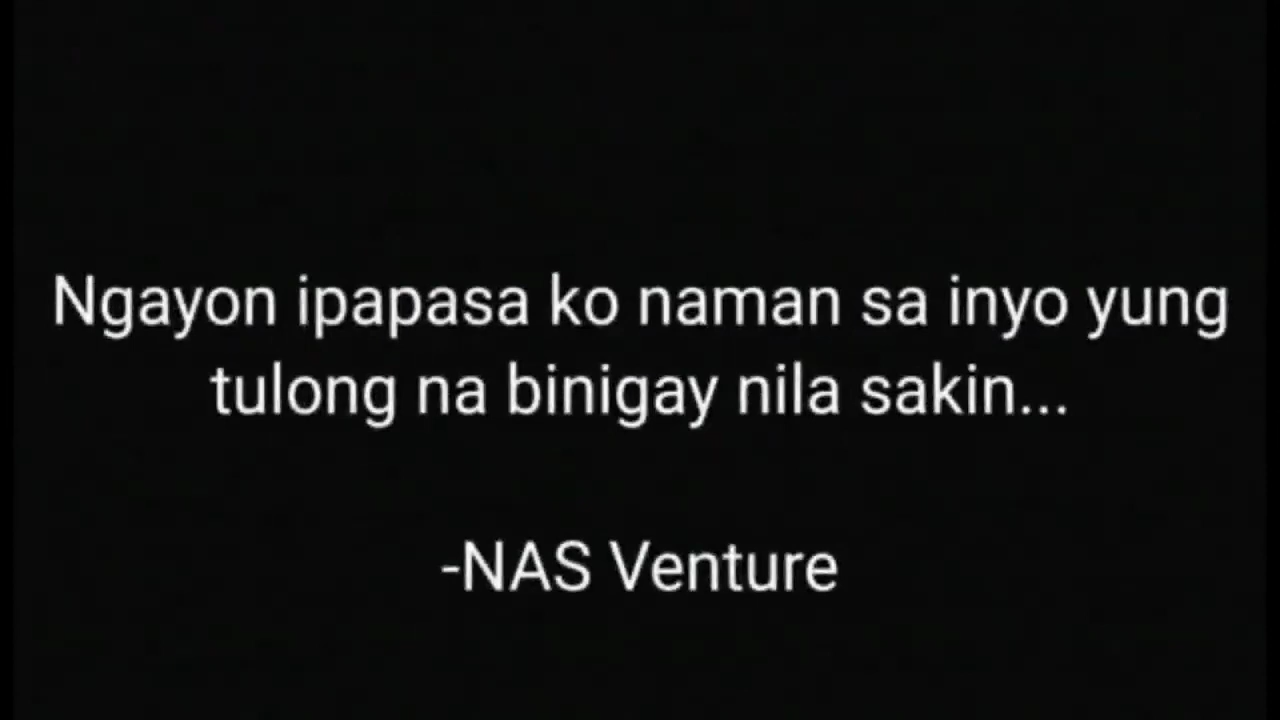 Ngayon ipapasa ko naman sa inyo yung
tulong na binigay nila sakin...
-NAS Venture